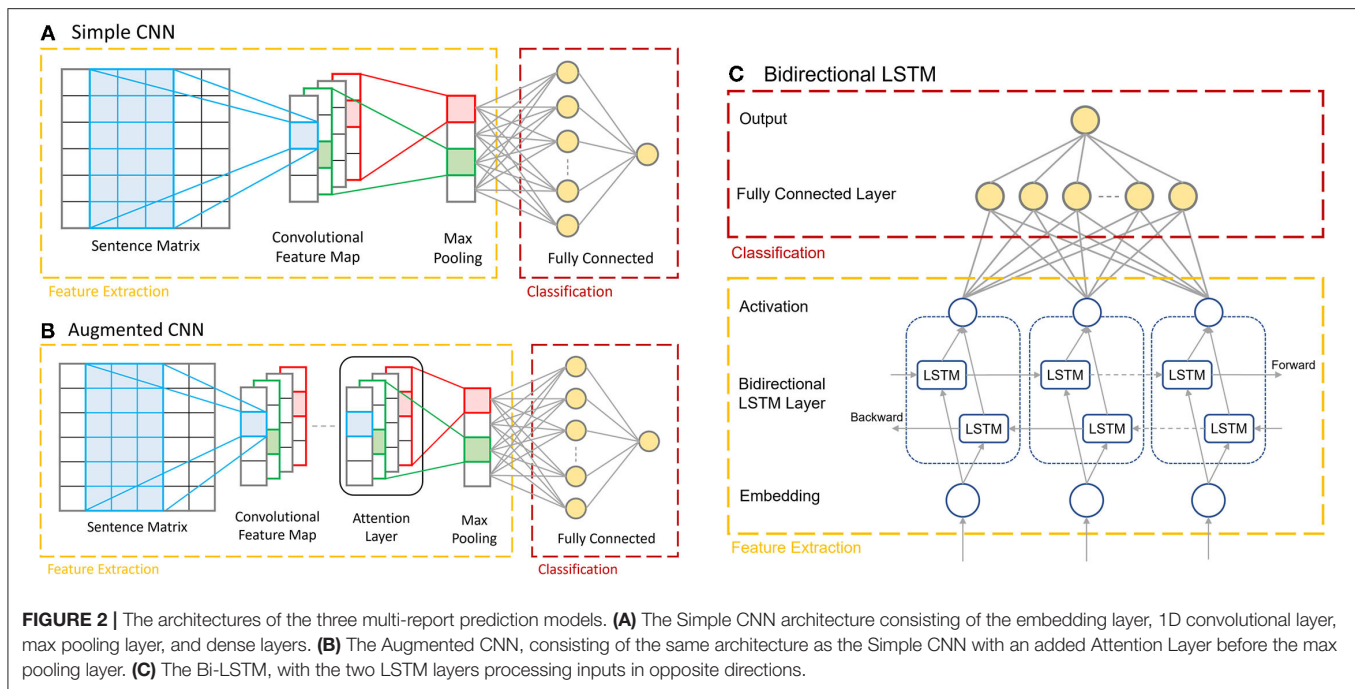 A Simple CNN
Sentence Matrix
Convolutional
Feature Map
Max
Pooling
Fully Connected
Feature Extraction
Classification
B Augmented CNN
Sentence Matrix
Convolutional
Feature Map
Attention
Layer
Max
Pooling
Fully Connected
Feature Extraction
Classification
C Bidirectional LSTM
Output
Fully Connected Layer
Classification
Activation
LSTM
LSTM
LSTM
Forward
Bidirectional
LSTM Layer
Backward
LSTM
LSTM
LSTM
Embedding
Feature Extraction
FIGURE 2 | The architectures of the three multi-report prediction models. (A) The Simple CNN architecture consisting of the embedding layer, 1D convolutional layer,
max pooling layer, and dense layers. (B) The Augmented CNN, consisting of the same architecture as the Simple CNN with an added Attention Layer before the max
pooling layer. (C) The Bi-LSTM, with the two LSTM layers processing inputs in opposite directions.